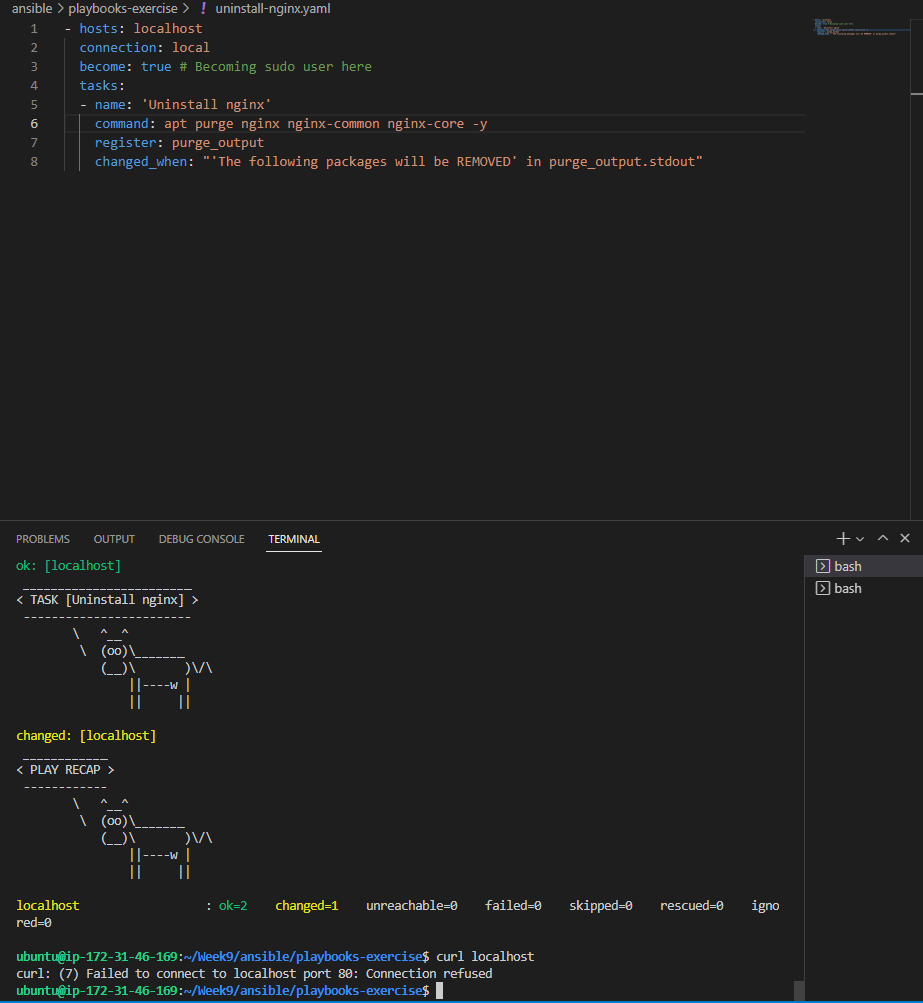 ansible > playbooks-exercise > ! uninstall-nginx.yaml
1 - hosts: localhost
2 connection: local
3 become: true # Becoming sudo user here
4 tasks:
5 - name: 'Uninstall nginx'
6 command: apt purge nginx nginx-common nginx-core -y
7 register: purge_output
8 changed_when: "'The following packages will be REMOVED' in purge_output.stdout"
PROBLEMS OUTPUT DEBUG CONSOLE TERMINAL
bash
bash
ok: [localhost]
 ________________________
< TASK [Uninstall nginx] >
 ------------------------
        \   ^__^
         \  (oo)\_______
            (__)\       )\/\
                ||----w |
                ||     ||
changed: [localhost]
 ____________
< PLAY RECAP >
 ------------
        \   ^__^
         \  (oo)\_______
            (__)\       )\/\
                ||----w |
                ||     ||
localhost : ok=2 changed=1 unreachable=0 failed=0 skipped=0 rescued=0 igno
red=0
ubuntu@ip-172-31-46-169:~/Week9/ansible/playbooks-exercise$ curl localhost
curl: (7) Failed to connect to localhost port 80: Connection refused
ubuntu@ip-172-31-46-169:~/Week9/ansible/playbooks-exercise$